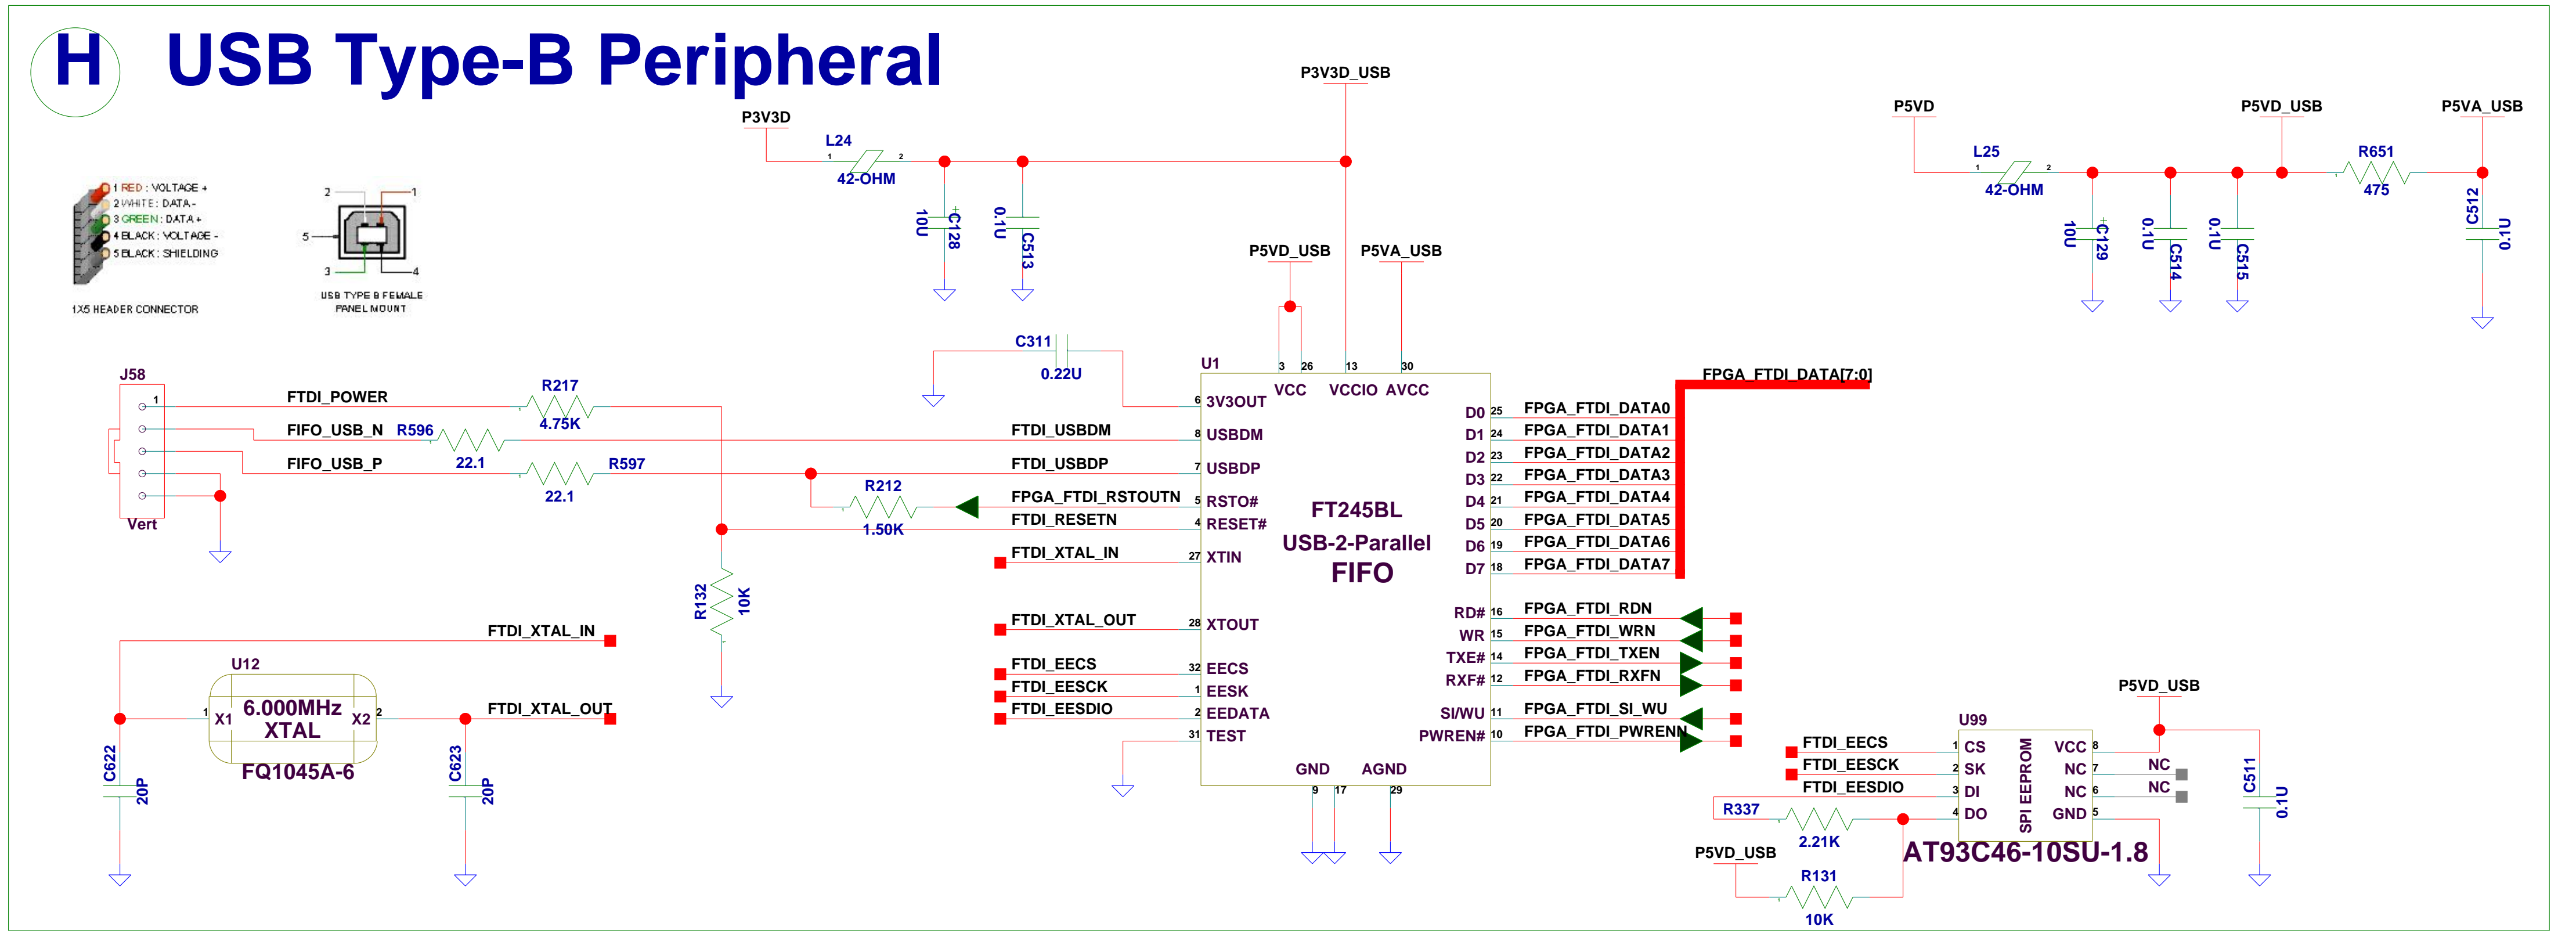 H USB Type-B Peripheral
1 RED : VOLTAGE +
2 WHITE : DATA -
3 GREEN : DATA +
4 BLACK : VOLTAGE -
5 BLACK : SHIELDING
1X5 HEADER CONNECTOR
2 1
5
3 4
USB TYPE B FEMALE
PANEL MOUNT
P3V3D
L24
1 2
42-OHM
P3V3D_USB
+
C128
10U
C513
0.1U
P5VD
L25
1 2
42-OHM
P5VD_USB
R651
475
P5VA_USB
+
C129
10U
C514
0.1U
C515
0.1U
C512
0.1U
P5VD_USB
P5VA_USB
C311
0.22U
J58
1
Vert
FTDI_POWER
R217
4.75K
FIFO_USB_N
R596
22.1
FIFO_USB_P
R597
22.1
FTDI_USBDM
FTDI_USBDP
R212
1.50K
FPGA_FTDI_RSTOUTN
FTDI_RESETN
R132
10K
FTDI_XTAL_IN
FTDI_XTAL_OUT
FTDI_EECS
FTDI_EESCK
FTDI_EESDIO
U1
3 26 13 30
VCC VCCIO AVCC
6 3V3OUT
8 USBDM
7 USBDP
5 RSTO#
4 RESET#
27 XTIN
28 XTOUT
32 EECS
1 EESK
2 EEDATA
31 TEST
FT245BL
USB-2-Parallel
FIFO
GND AGND
9 17 29
D0 25 FPGA_FTDI_DATA0
D1 24 FPGA_FTDI_DATA1
D2 23 FPGA_FTDI_DATA2
D3 22 FPGA_FTDI_DATA3
D4 21 FPGA_FTDI_DATA4
D5 20 FPGA_FTDI_DATA5
D6 19 FPGA_FTDI_DATA6
D7 18 FPGA_FTDI_DATA7
FPGA_FTDI_DATA[7:0]
RD# 16 FPGA_FTDI_RDN
WR 15 FPGA_FTDI_WRN
TXE# 14 FPGA_FTDI_TXEN
RXF# 12 FPGA_FTDI_RXFN
SI/WU 11 FPGA_FTDI_SI_WU
PWREN# 10 FPGA_FTDI_PWRENN
FTDI_XTAL_IN
U12
1 X1 6.000MHz X2 2
XTAL
FQ1045A-6
FTDI_XTAL_OUT
C622
20P
C623
20P
P5VD_USB
U99
FTDI_EECS 1 CS VCC 8
FTDI_EESCK 2 SK NC 7 NC
FTDI_EESDIO 3 DI NC 6 NC
4 DO GND 5
SPI EEPROM
AT93C46-10SU-1.8
R337
2.21K
P5VD_USB
R131
10K
C511
0.1U